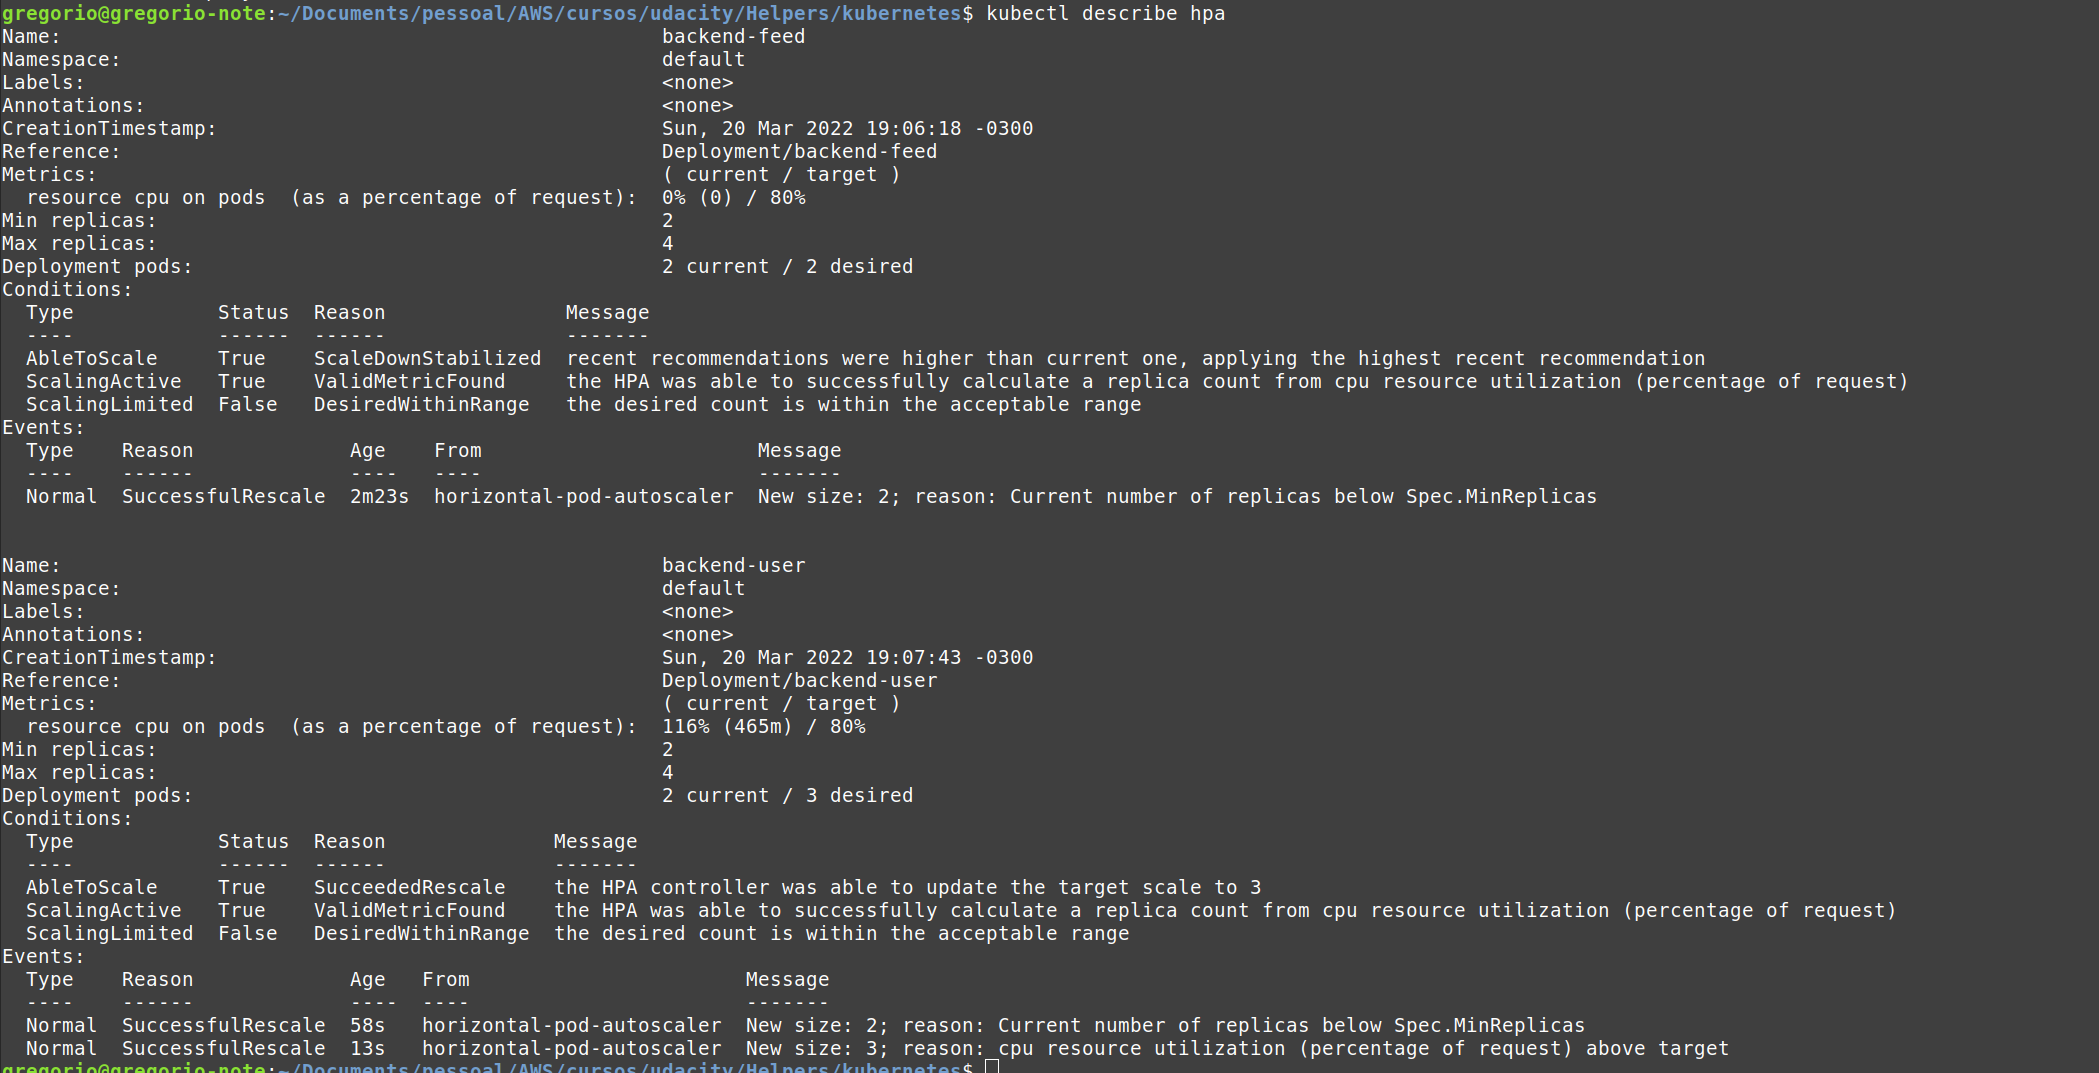 gregorio@gregorio-note:~/Documents/pessoal/AWS/cursos/udacity/Helpers/kubernetes$ kubectl describe hpa
Name:                                                  backend-feed
Namespace:                                             default
Labels:                                                <none>
Annotations:                                           <none>
CreationTimestamp:                                     Sun, 20 Mar 2022 19:06:18 -0300
Reference:                                             Deployment/backend-feed
Metrics:                                               ( current / target )
  resource cpu on pods  (as a percentage of request):  0% (0) / 80%
Min replicas:                                          2
Max replicas:                                          4
Deployment pods:                                       2 current / 2 desired
Conditions:
  Type            Status  Reason               Message
  ----            ------  ------               -------
  AbleToScale     True    ScaleDownStabilized  recent recommendations were higher than current one, applying the highest recent recommendation
  ScalingActive   True    ValidMetricFound     the HPA was able to successfully calculate a replica count from cpu resource utilization (percentage of request)
  ScalingLimited  False   DesiredWithinRange   the desired count is within the acceptable range
Events:
  Type    Reason             Age    From                       Message
  ----    ------             ----   ----                       -------
  Normal  SuccessfulRescale  2m23s  horizontal-pod-autoscaler  New size: 2; reason: Current number of replicas below Spec.MinReplicas
Name:                                                  backend-user
Namespace:                                             default
Labels:                                                <none>
Annotations:                                           <none>
CreationTimestamp:                                     Sun, 20 Mar 2022 19:07:43 -0300
Reference:                                             Deployment/backend-user
Metrics:                                               ( current / target )
  resource cpu on pods  (as a percentage of request):  116% (465m) / 80%
Min replicas:                                          2
Max replicas:                                          4
Deployment pods:                                       2 current / 3 desired
Conditions:
  Type            Status  Reason              Message
  ----            ------  ------              -------
  AbleToScale     True    SucceededRescale    the HPA controller was able to update the target scale to 3
  ScalingActive   True    ValidMetricFound    the HPA was able to successfully calculate a replica count from cpu resource utilization (percentage of request)
  ScalingLimited  False   DesiredWithinRange  the desired count is within the acceptable range
Events:
  Type    Reason             Age   From                       Message
  ----    ------             ----  ----                       -------
  Normal  SuccessfulRescale  58s   horizontal-pod-autoscaler  New size: 2; reason: Current number of replicas below Spec.MinReplicas
  Normal  SuccessfulRescale  13s   horizontal-pod-autoscaler  New size: 3; reason: cpu resource utilization (percentage of request) above target
gregorio@gregorio-note:~/Documents/pessoal/AWS/cursos/udacity/Helpers/kubernetes$